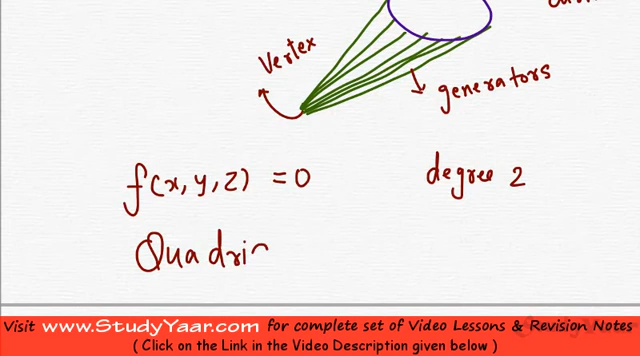 Vertex
generators
f(x, y, z) = 0 degree 2
Quadri
Visit www.StudyYaar.com for complete set of Video Lessons & Revision Notes
( Click on the Link in the Video Description given below )